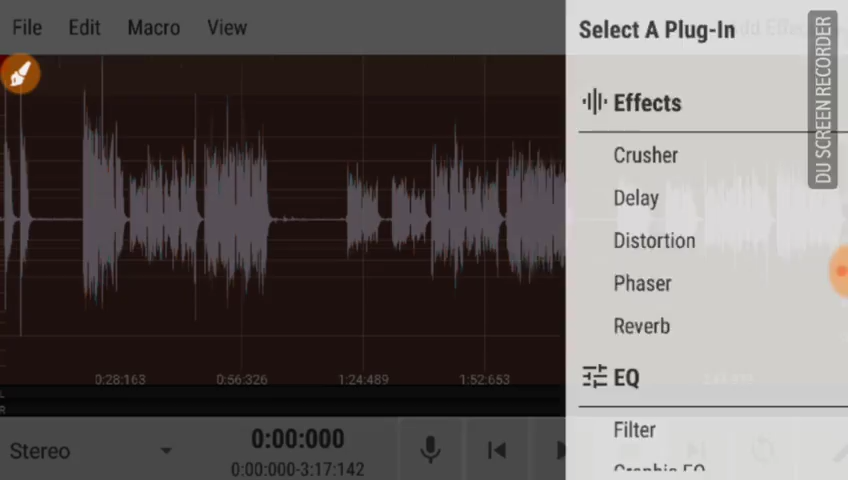 File Edit Macro View
Select A Plug-In
DU SCREEN RECORDER
Effects
Crusher
Delay
Distortion
Phaser
Reverb
EQ
Filter
Graphic EQ
0:28:163 0:56:326 1:24:489 1:52:653
Stereo
0:00:000
0:00:000-3:17:142